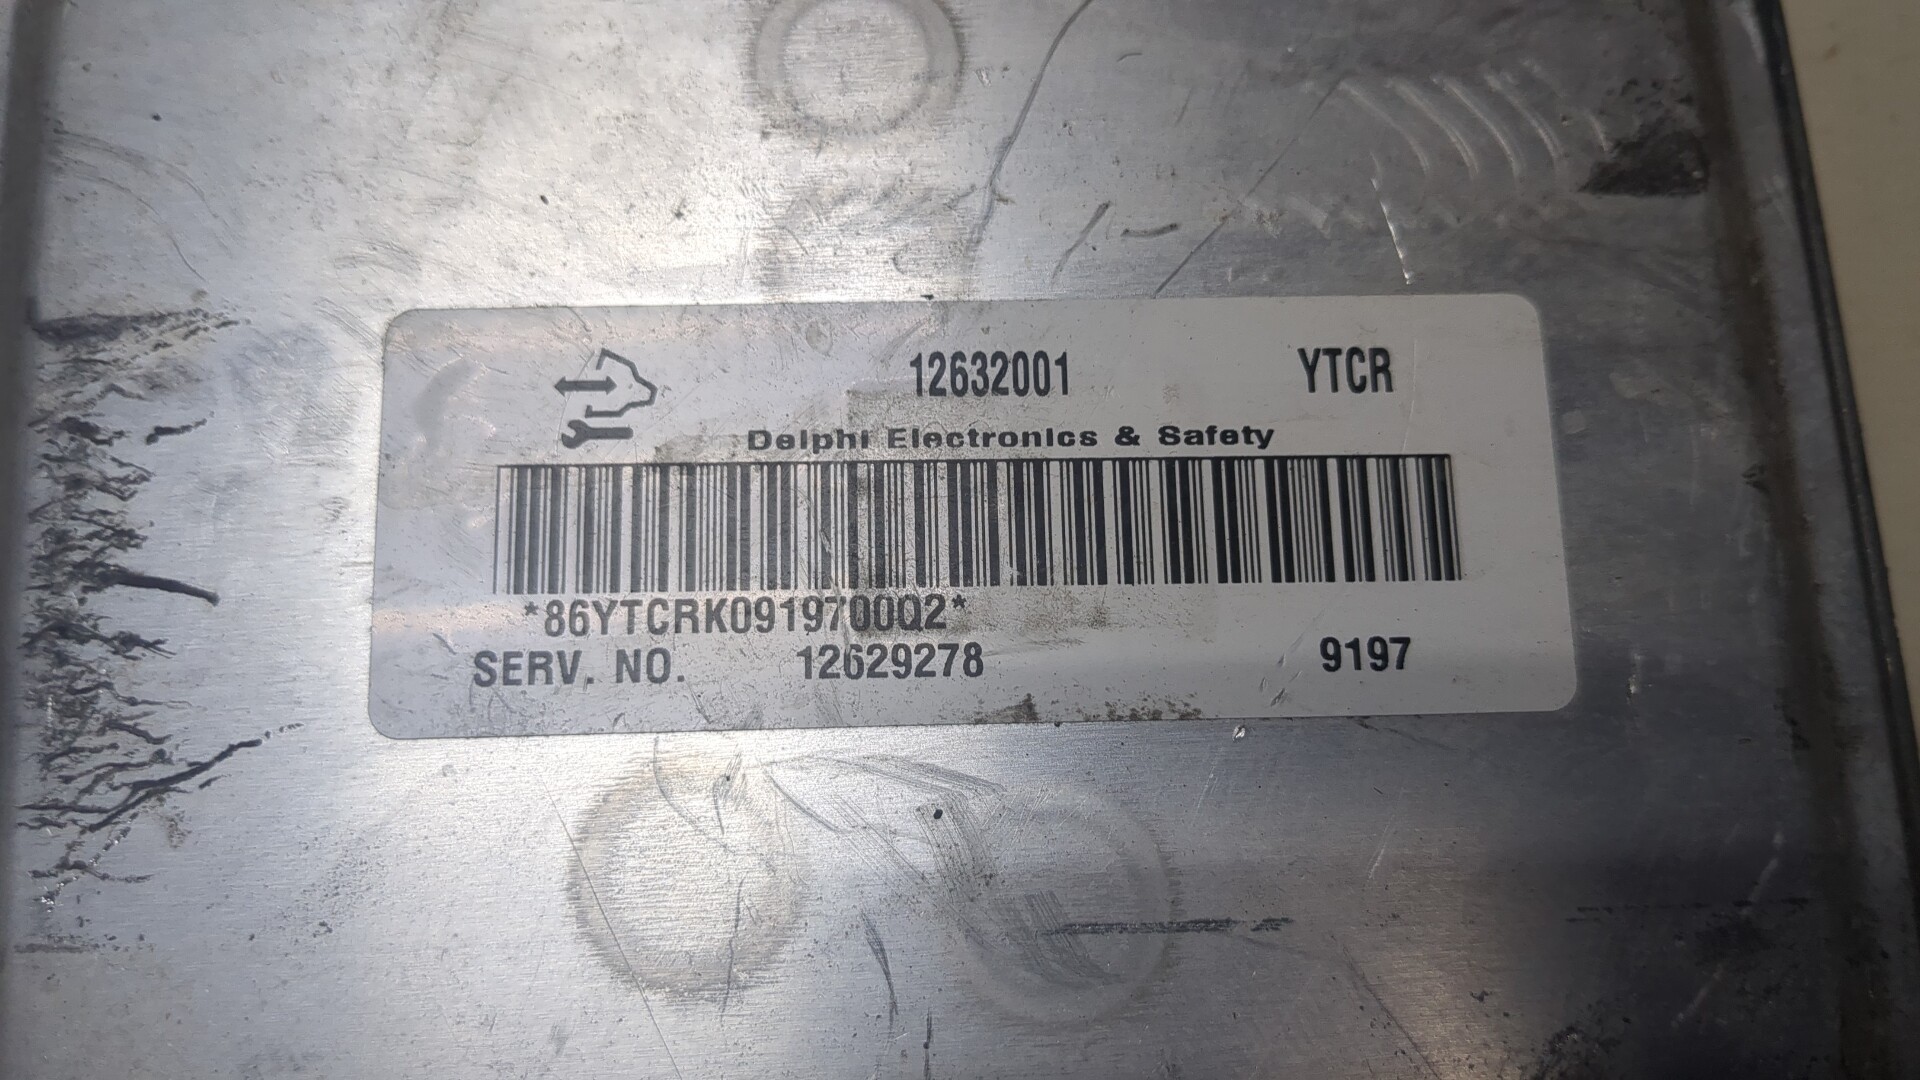 12632001 YTCR
Delphi Electronics & Safety
*86YTCRK0919700Q2*
SERV. NO. 12629278 9197